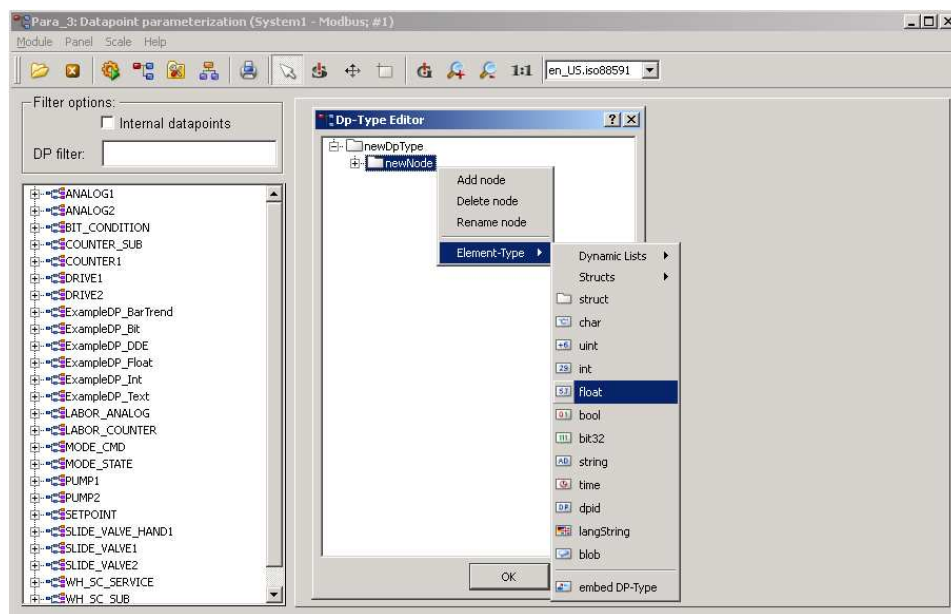 Para_3: Datapoint parameterization (System1 - Modbus; #1)
Module Panel Scale Help
1:1 en_US.iso88591
Filter options:
Internal datapoints
DP filter:
ANALOG1
ANALOG2
BIT_CONDITION
COUNTER_SUB
COUNTER1
DRIVE1
DRIVE2
ExampleDP_BarTrend
ExampleDP_Bit
ExampleDP_DDE
ExampleDP_Float
ExampleDP_Int
ExampleDP_Text
LABOR_ANALOG
LABOR_COUNTER
MODE_CMD
MODE_STATE
PUMP1
PUMP2
SETPOINT
SLIDE_VALVE_HAND1
SLIDE_VALVE1
SLIDE_VALVE2
WH_SC_SERVICE
WH_SC_SUB
Dp-Type Editor
newDpType
newNode
Add node
Delete node
Rename node
Element-Type
Dynamic Lists
Structs
struct
char
uint
int
float
bool
bit32
string
time
dpid
langString
blob
embed DP-Type
OK